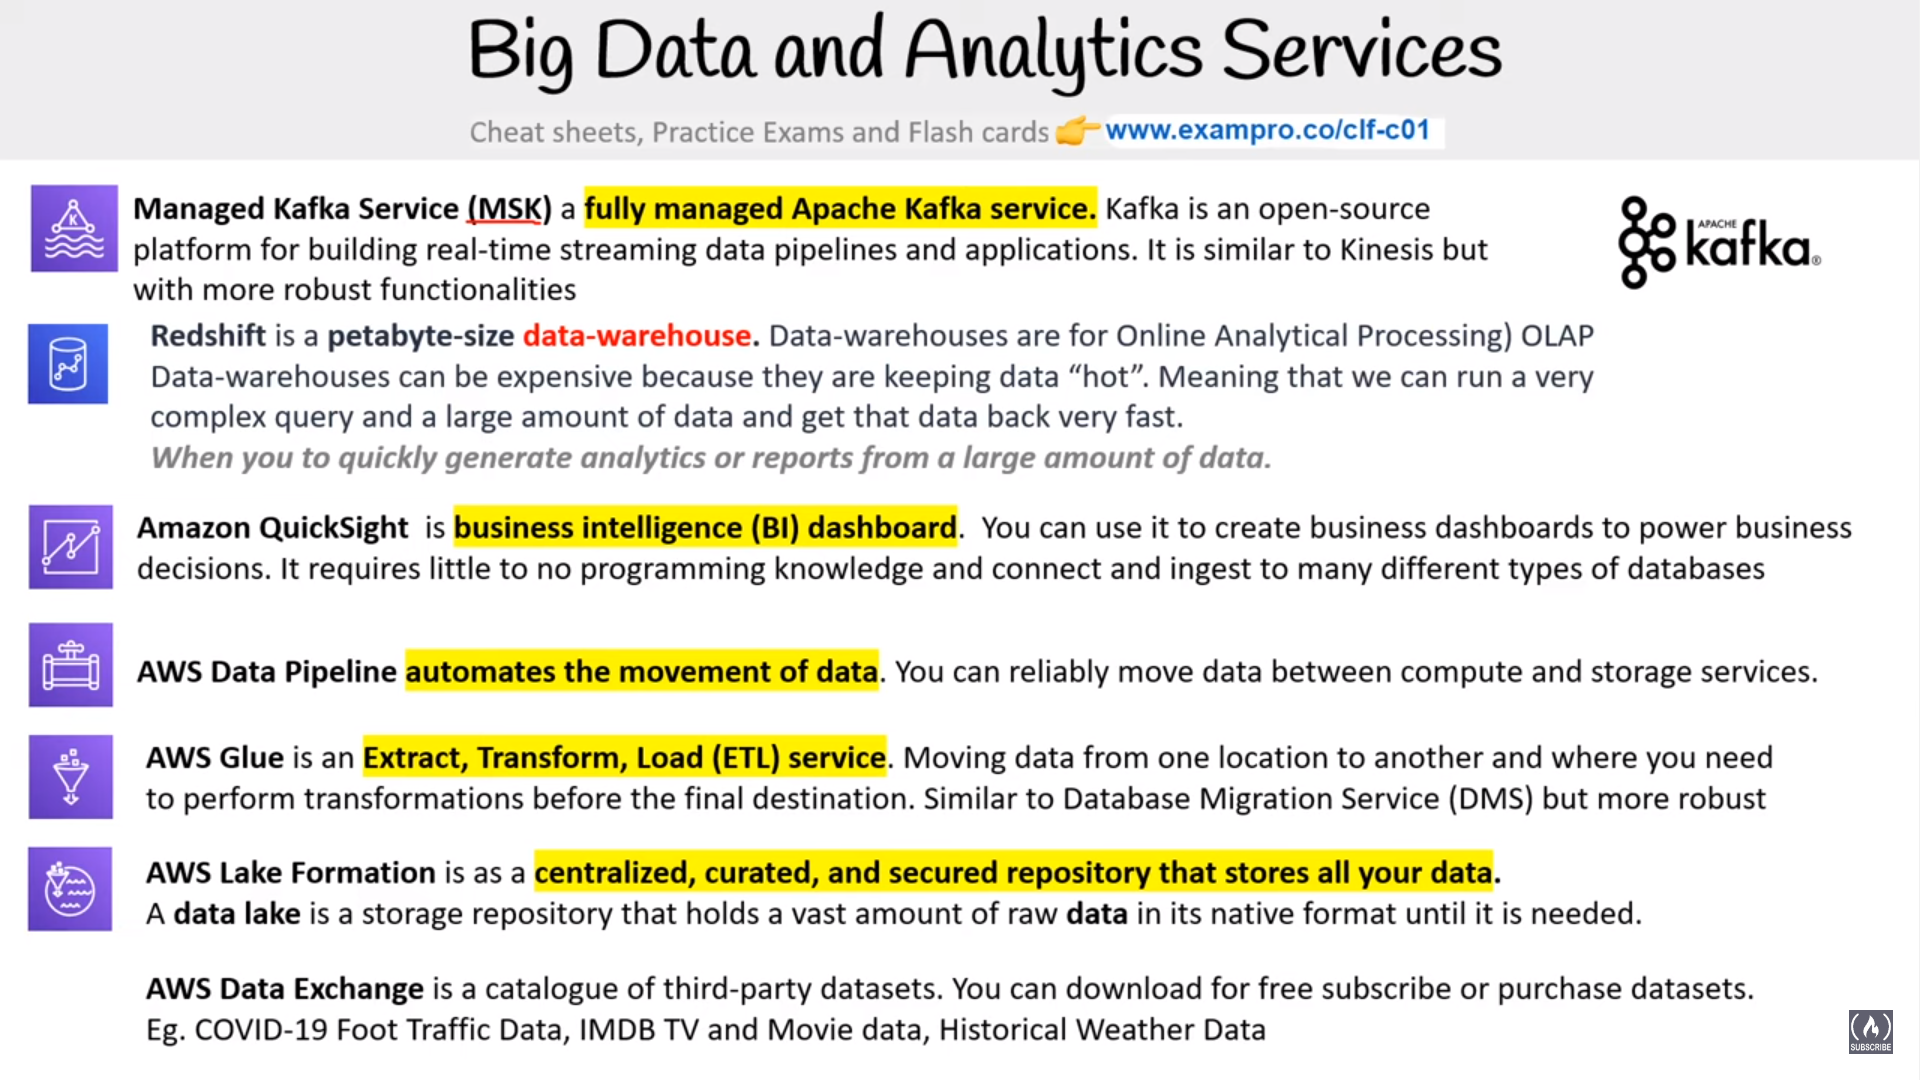 Big Data and Analytics Services
Cheat sheets, Practice Exams and Flash cards 👉 www.exampro.co/clf-c01
Managed Kafka Service (MSK) a fully managed Apache Kafka service. Kafka is an open-source
platform for building real-time streaming data pipelines and applications. It is similar to Kinesis but
with more robust functionalities
K
APACHE
kafka®
Redshift is a petabyte-size data-warehouse. Data-warehouses are for Online Analytical Processing) OLAP
Data-warehouses can be expensive because they are keeping data “hot”. Meaning that we can run a very
complex query and a large amount of data and get that data back very fast.
When you to quickly generate analytics or reports from a large amount of data.
Amazon QuickSight is business intelligence (BI) dashboard. You can use it to create business dashboards to power business
decisions. It requires little to no programming knowledge and connect and ingest to many different types of databases
AWS Data Pipeline automates the movement of data. You can reliably move data between compute and storage services.
AWS Glue is an Extract, Transform, Load (ETL) service. Moving data from one location to another and where you need
to perform transformations before the final destination. Similar to Database Migration Service (DMS) but more robust
AWS Lake Formation is as a centralized, curated, and secured repository that stores all your data.
A data lake is a storage repository that holds a vast amount of raw data in its native format until it is needed.
AWS Data Exchange is a catalogue of third-party datasets. You can download for free subscribe or purchase datasets.
Eg. COVID-19 Foot Traffic Data, IMDB TV and Movie data, Historical Weather Data
SUBSCRIBE